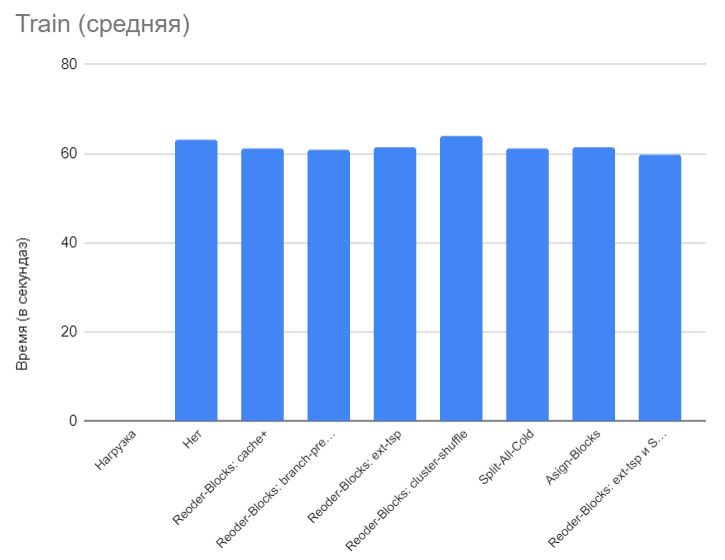 Train (средняя)
80
60
40
20
0
Время (в секундаз)
Нагрузка
Нет
Reoder-Blocks: cache+
Reoder-Blocks: branch-pre…
Reoder-Blocks: ext-tsp
Reoder-Blocks: cluster-shuffle
Split-All-Cold
Asign-Blocks
Reoder-Blocks: ext-tsp и S…